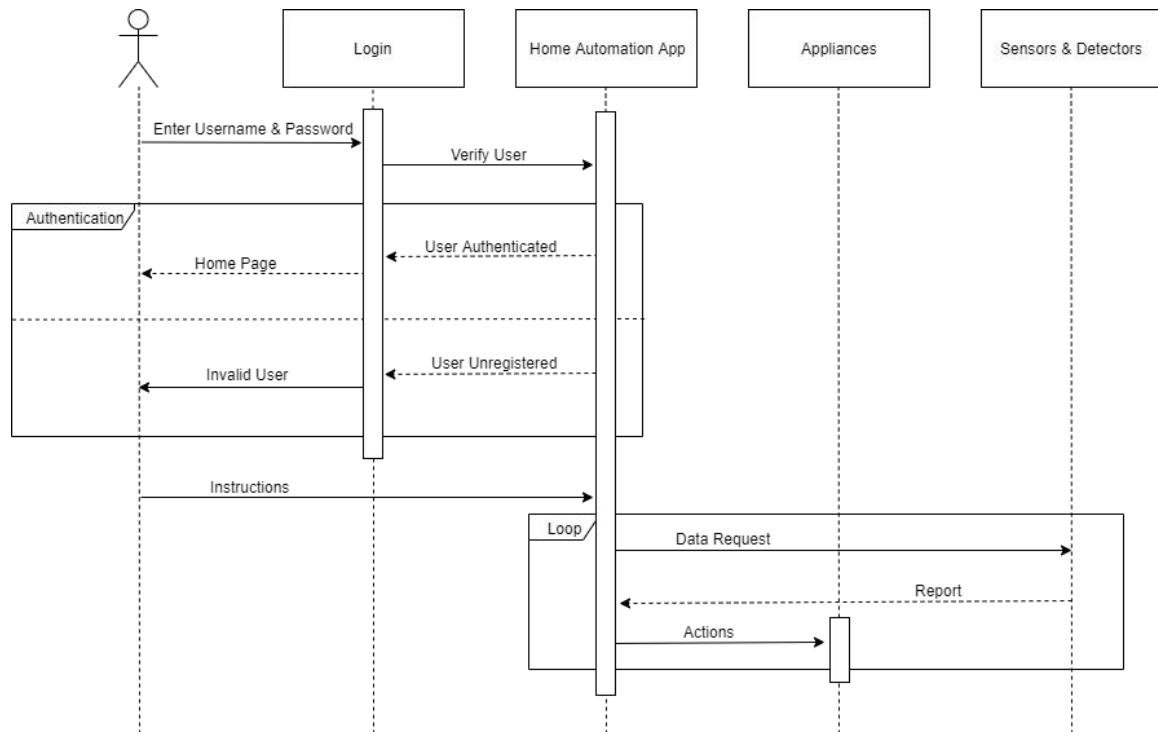 Login
Home Automation App
Appliances
Sensors & Detectors
Enter Username & Password
Verify User
Authentication
User Authenticated
Home Page
User Unregistered
Invalid User
Instructions
Loop
Data Request
Report
Actions